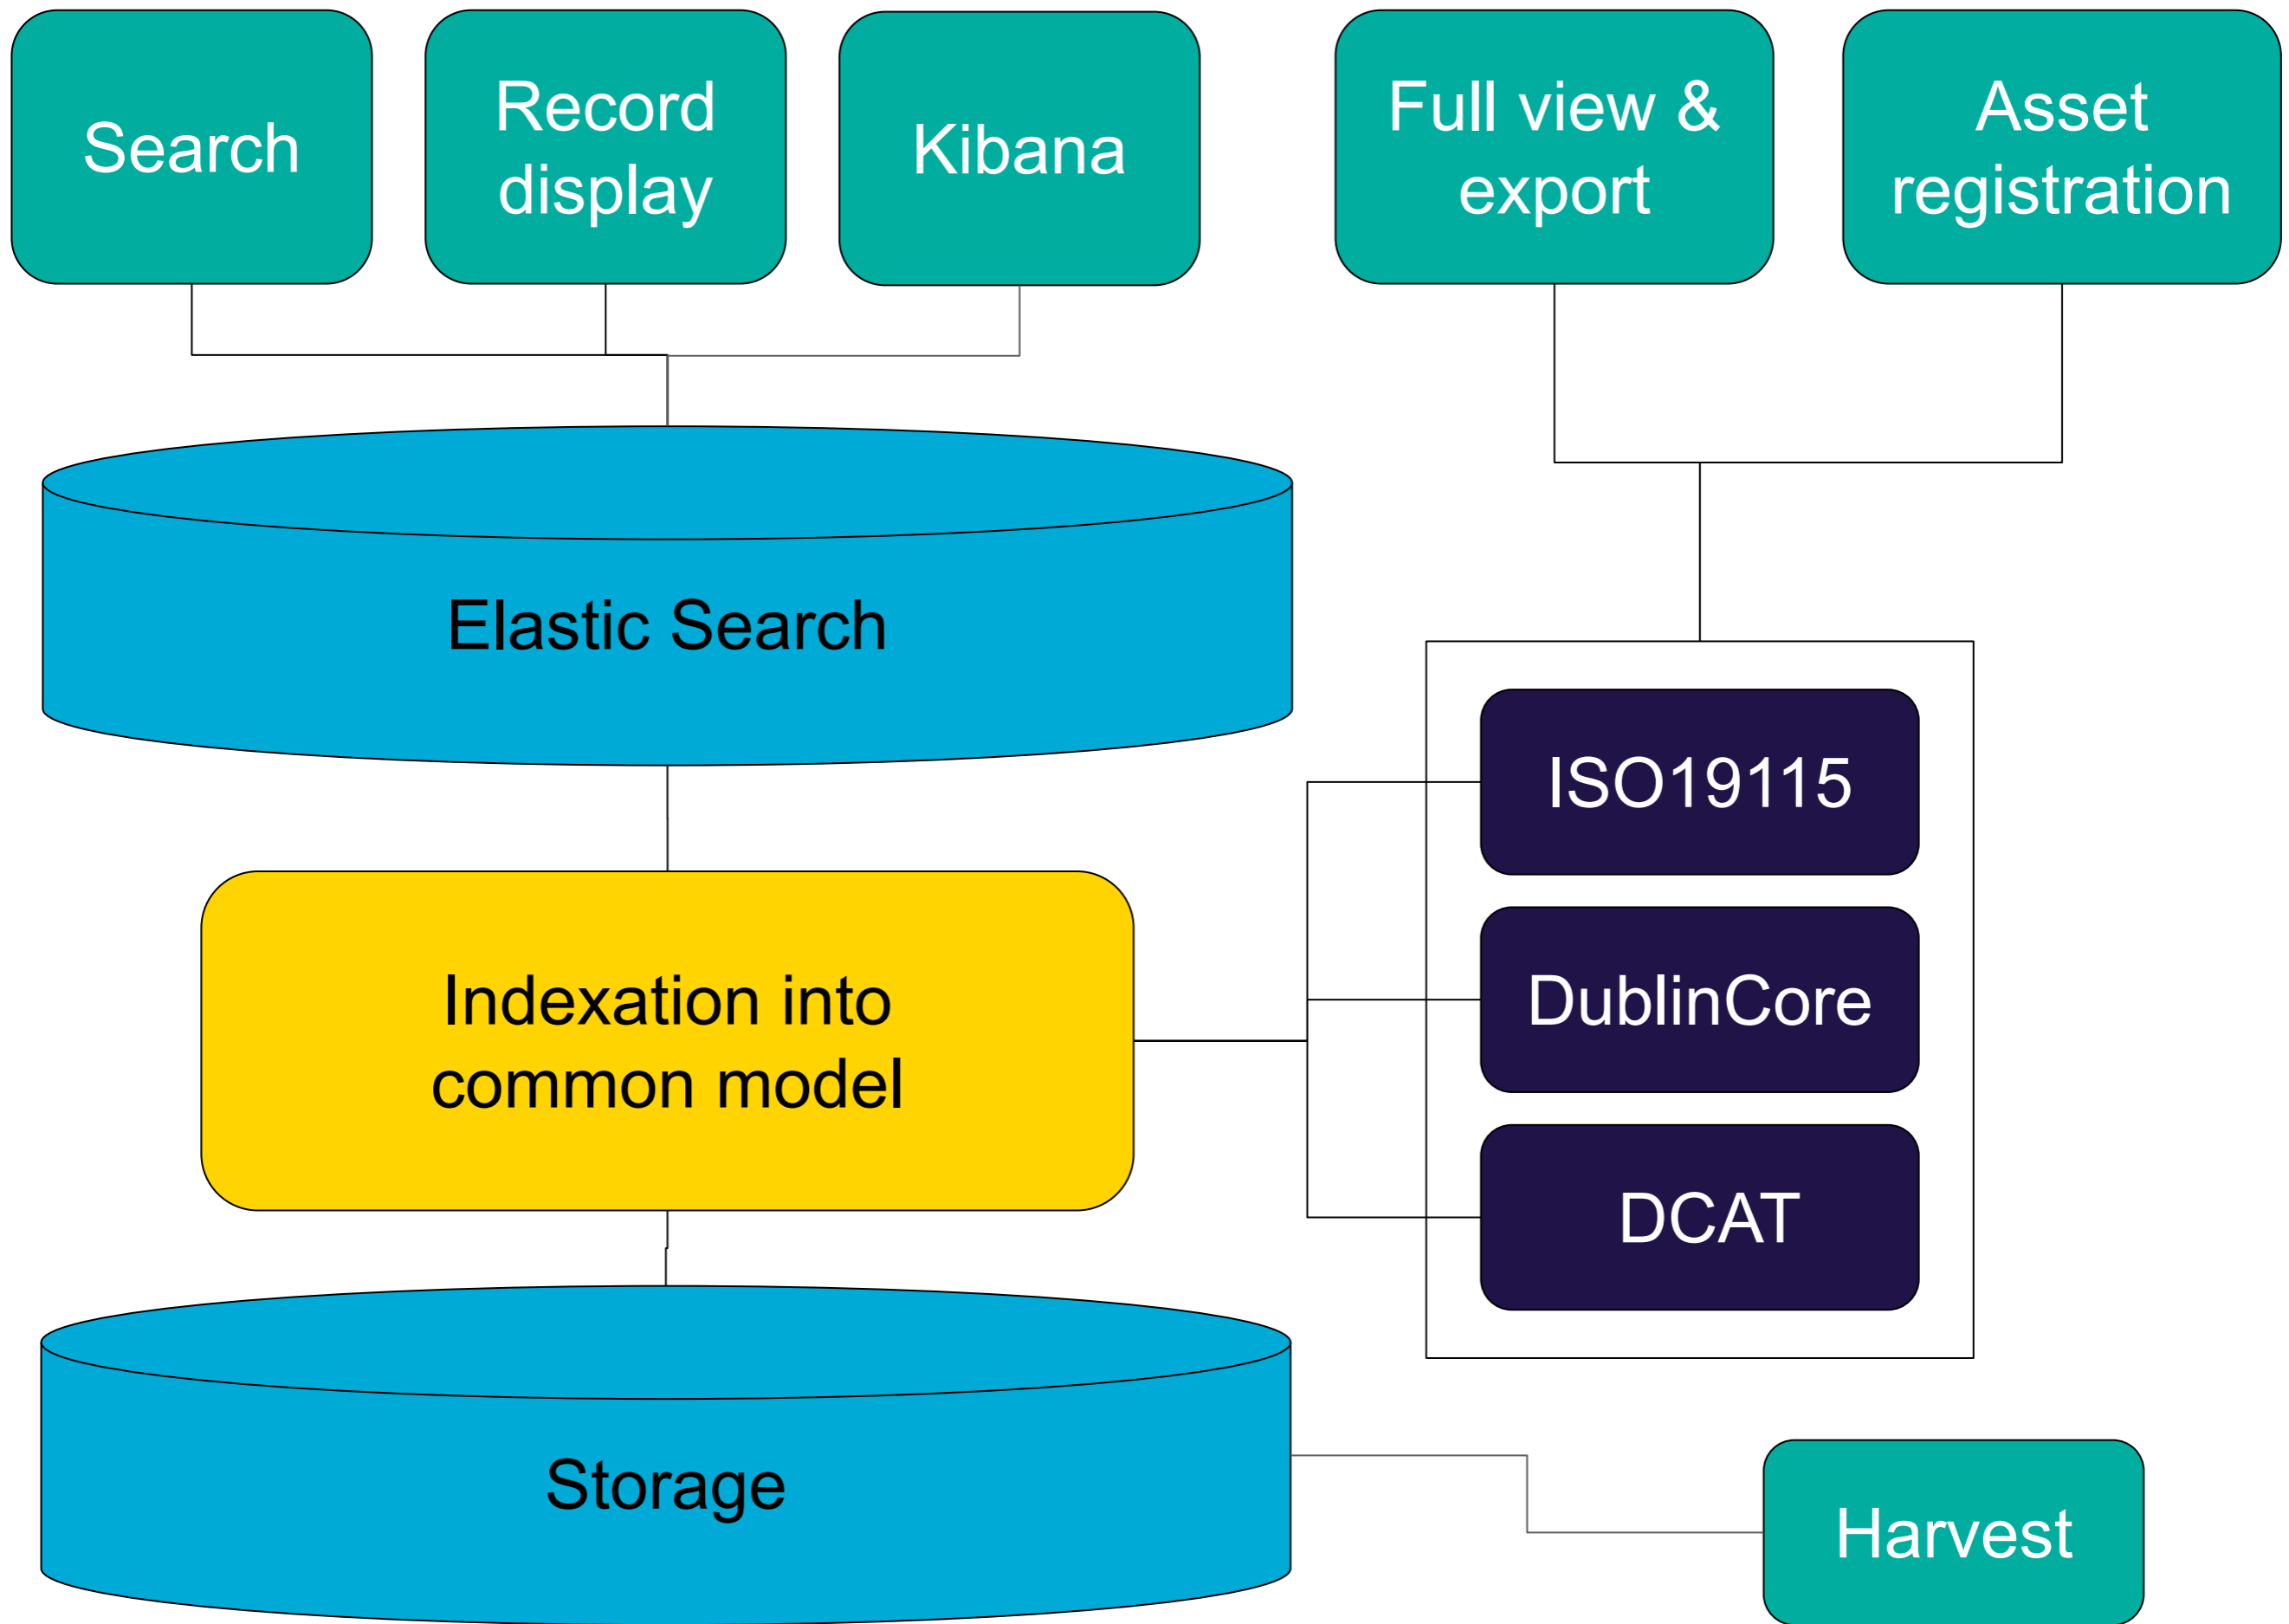 Search
Record
display
Kibana
Full view &
export
Asset
registration
Elastic Search
ISO19115
Indexation into
common model
DublinCore
DCAT
Storage
Harvest